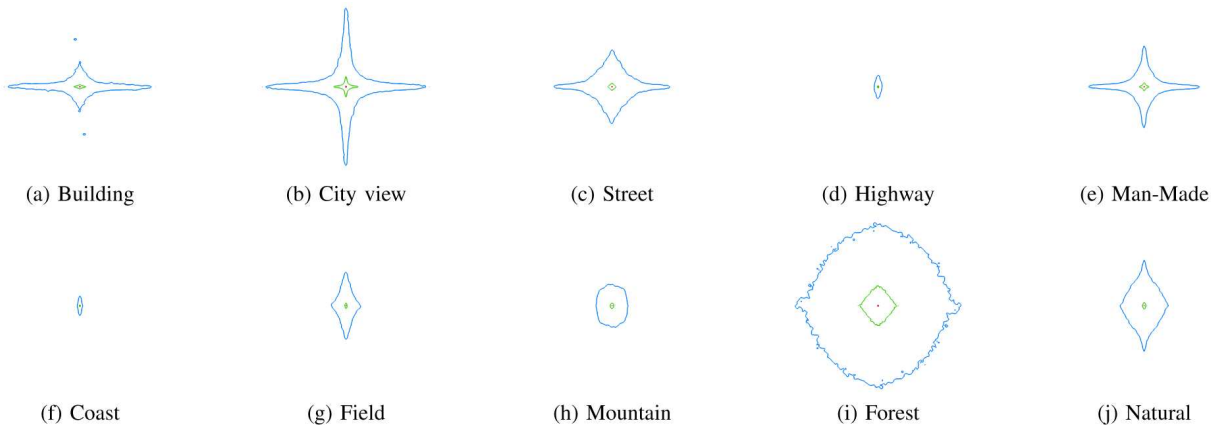 (a) Building
(b) City view
(c) Street
(d) Highway
(e) Man-Made
(f) Coast
(g) Field
(h) Mountain
(i) Forest
(j) Natural